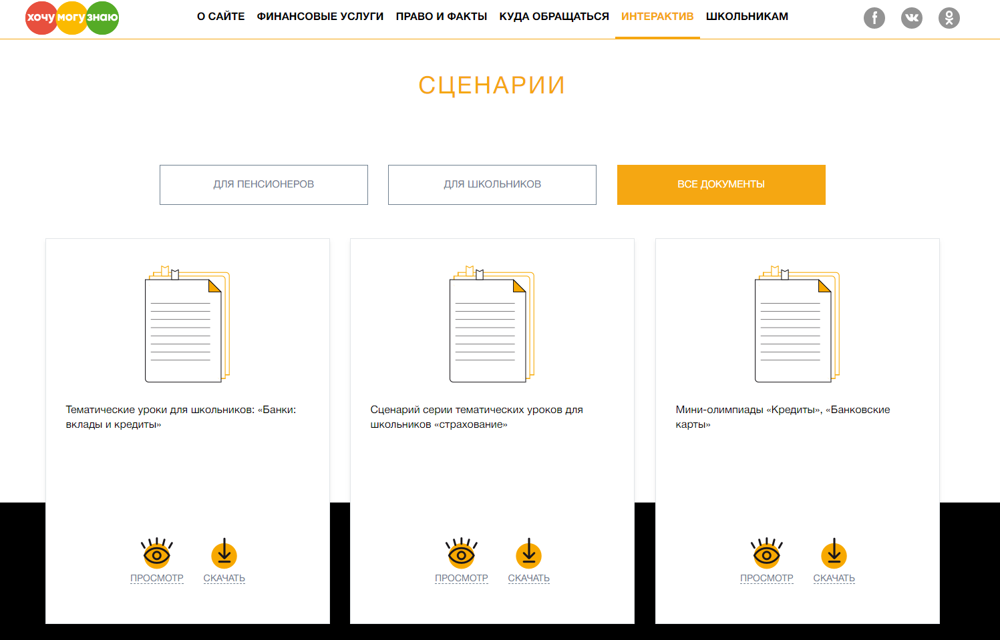 хочу могу знаю
О САЙТЕ ФИНАНСОВЫЕ УСЛУГИ ПРАВО И ФАКТЫ КУДА ОБРАЩАТЬСЯ ИНТЕРАКТИВ ШКОЛЬНИКАМ
СЦЕНАРИИ
ДЛЯ ПЕНСИОНЕРОВ
ДЛЯ ШКОЛЬНИКОВ
ВСЕ ДОКУМЕНТЫ
Тематические уроки для школьников: «Банки:
вклады и кредиты»
ПРОСМОТР СКАЧАТЬ
Сценарий серии тематических уроков для
школьников «страхование»
ПРОСМОТР СКАЧАТЬ
Мини-олимпиады «Кредиты», «Банковские
карты»
ПРОСМОТР СКАЧАТЬ